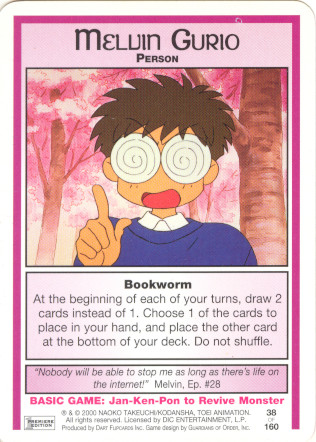 MELVIN GURIO
PERSON
Bookworm
At the beginning of each of your turns, draw 2
cards instead of 1. Choose 1 of the cards to
place in your hand, and place the other card
at the bottom of your deck. Do not shuffle.
"Nobody will be able to stop me as long as there's life on
the internet!" Melvin, Ep. #28
BASIC GAME: Jan-Ken-Pon to Revive Monster
PREMIERE
EDITION
® & © 2000 NAOKO TAKEUCHI/KODANSHA, TOEI ANIMATION.
All rights reserved. Licensed by DIC ENTERTAINMENT, L.P.
PRODUCED BY DART FLIPCARDS INC. Game design by GUARDIANS OF ORDER, INC.
38
OF
160